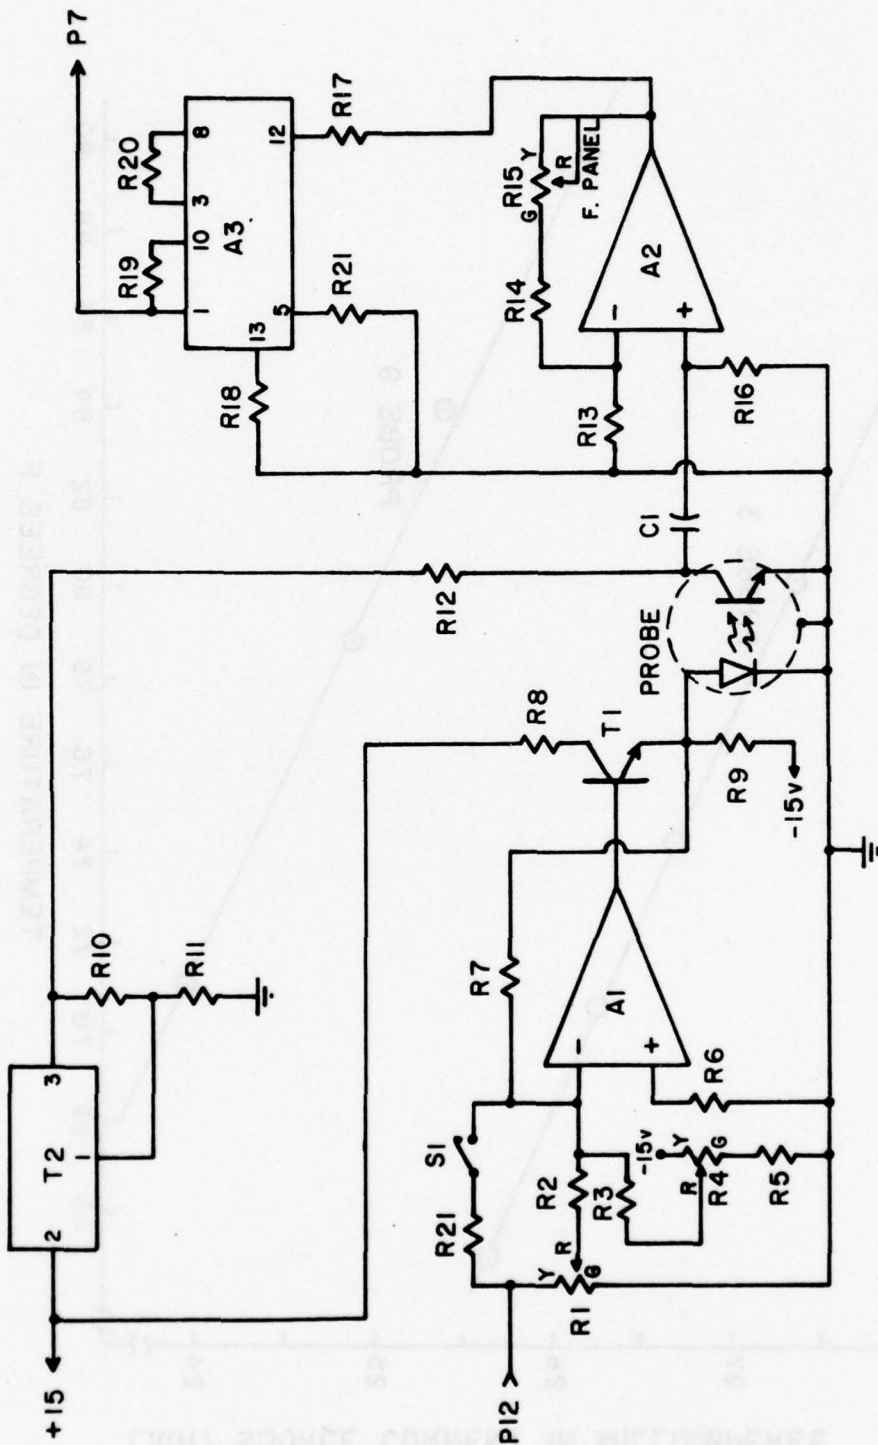 +15
2
T2
3
1
R10
R11
P7
R19
R20
1
10
3
8
A3
13
5
12
R18
R21
R17
R12
P12
R21
S1
R7
R8
T1
Y
R
G
R1
R2
R3
-15v
Y
R
G
R4
R5
R6
-
+
A1
R9
-15v
PROBE
C1
R13
R14
G
R15
Y
R
F. PANEL
-
+
A2
R16